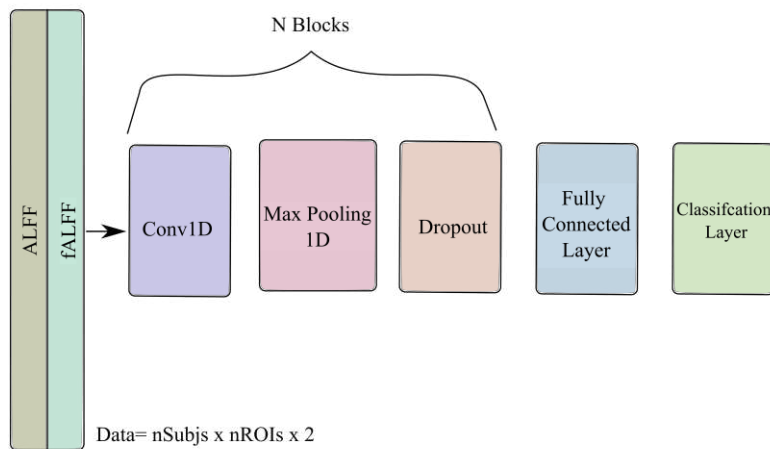 N Blocks
ALFF
fALFF
Conv1D
Max Pooling
1D
Dropout
Fully
Connected
Layer
Classifcation
Layer
Data= nSubjs x nROIs x 2